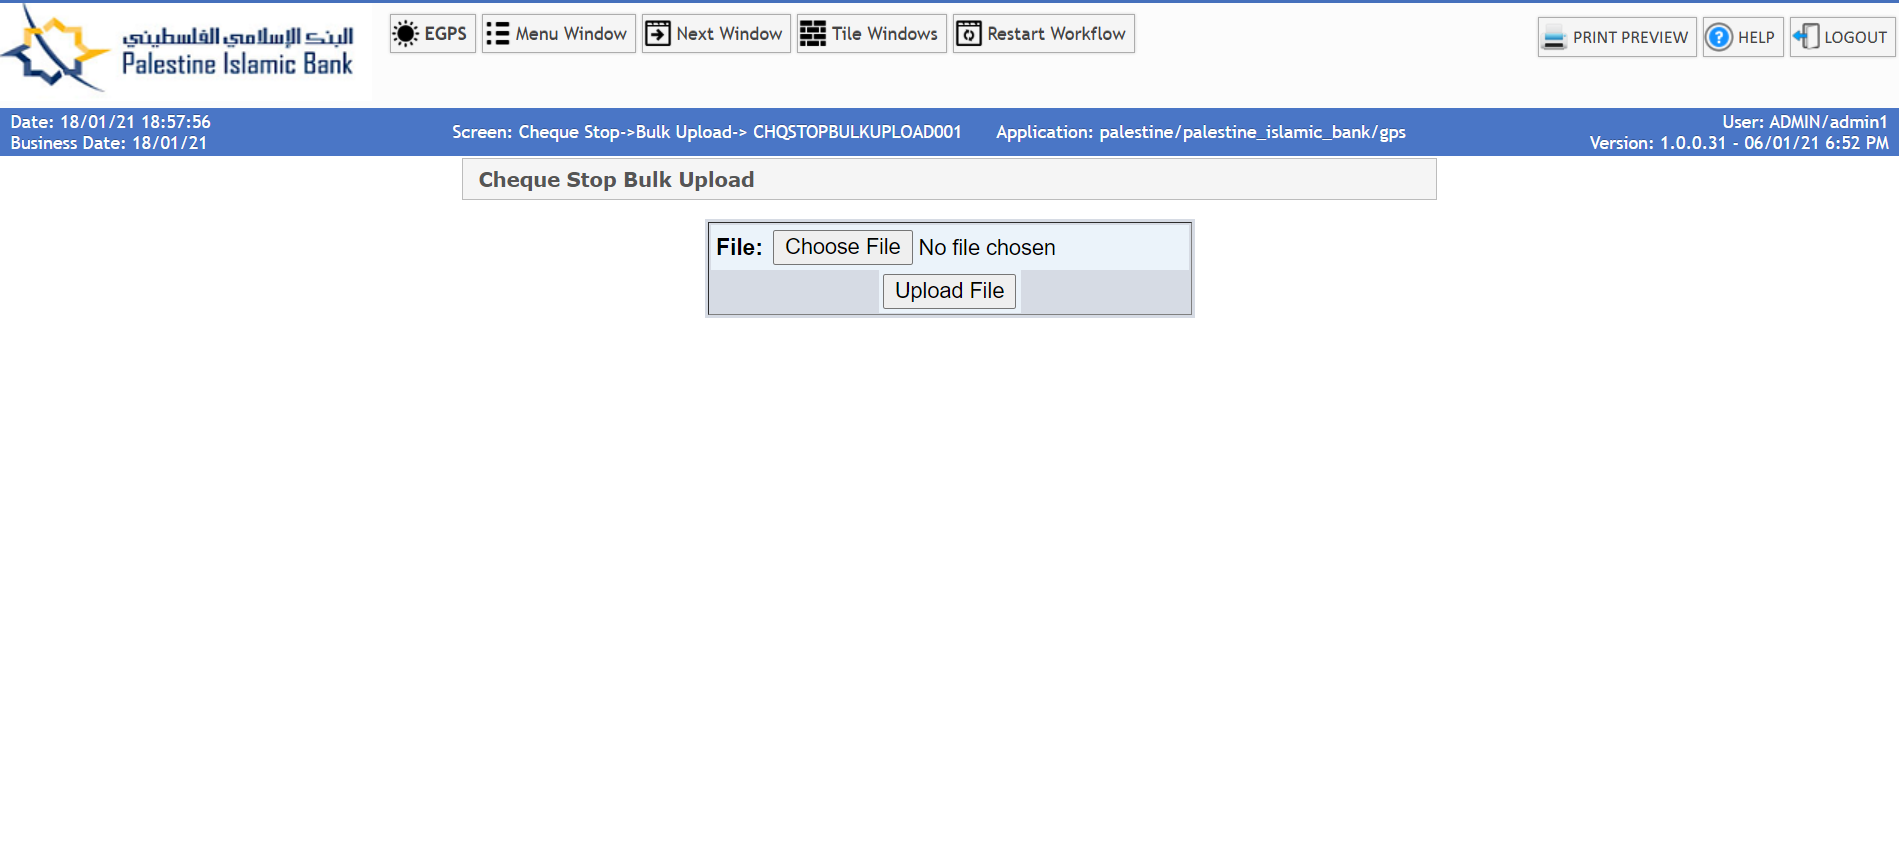 البنك الإسلامي الفلسطيني
Palestine Islamic Bank
EGPS
Menu Window
Next Window
Tile Windows
Restart Workflow
PRINT PREVIEW
HELP
LOGOUT
Date: 18/01/21 18:57:56
Business Date: 18/01/21
Screen: Cheque Stop->Bulk Upload-> CHQSTOPBULKUPLOAD001
Application: palestine/palestine_islamic_bank/gps
User: ADMIN/admin1
Version: 1.0.0.31 - 06/01/21 6:52 PM
Cheque Stop Bulk Upload
File: Choose File No file chosen
Upload File